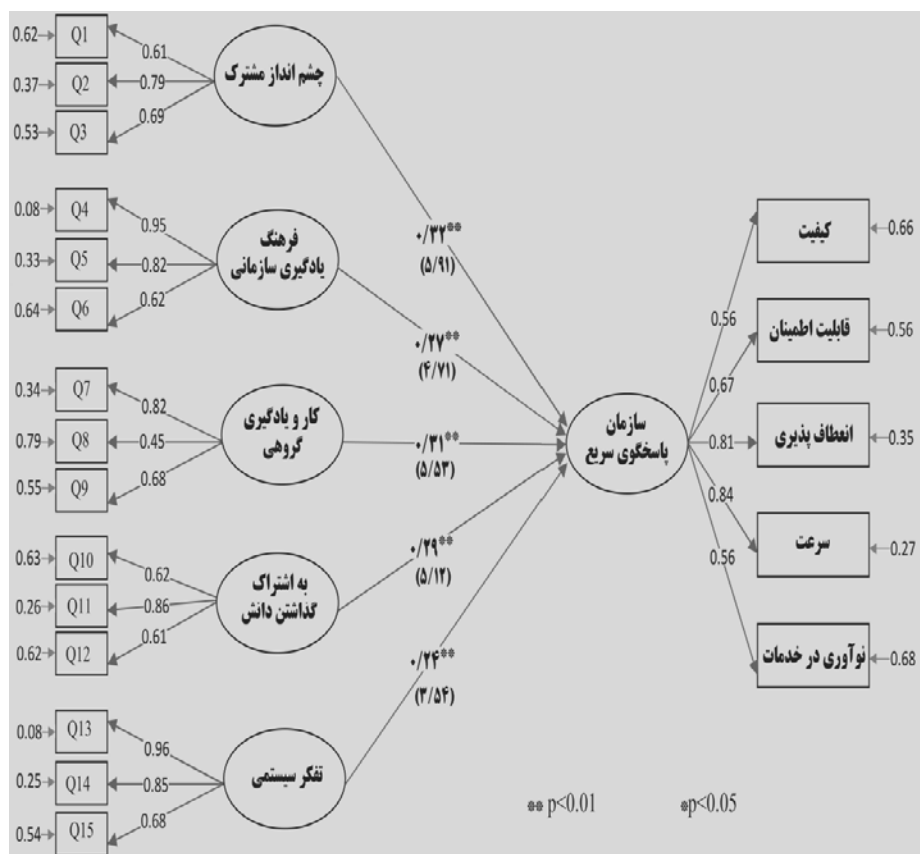 0.62
Q1
0.61
0.37
Q2
0.79
0.53
Q3
0.69
چشم انداز مشترک
۰/۳۲**
(۵/۹۱)
0.08
Q4
0.95
0.33
Q5
0.82
0.64
Q6
0.62
فرهنگ
یادگیری سازمانی
۰/۲۷**
(۴/۷۱)
0.34
Q7
0.82
0.79
Q8
0.45
0.55
Q9
0.68
کار و یادگیری
گروهی
۰/۳۱**
(۵/۵۳)
0.63
Q10
0.62
0.26
Q11
0.86
0.62
Q12
0.61
به اشتراک
گذاشتن دانش
۰/۲۹**
(۵/۱۲)
0.08
Q13
0.96
0.25
Q14
0.85
0.54
Q15
0.68
تفکر سیستمی
۰/۲۴**
(۳/۵۴)
سازمان
پاسخگوی سریع
0.56
کیفیت
0.66
0.67
قابلیت اطمینان
0.56
0.81
انعطاف پذیری
0.35
0.84
سرعت
0.27
0.56
نوآوری در خدمات
0.68
** p<0.01
*p<0.05